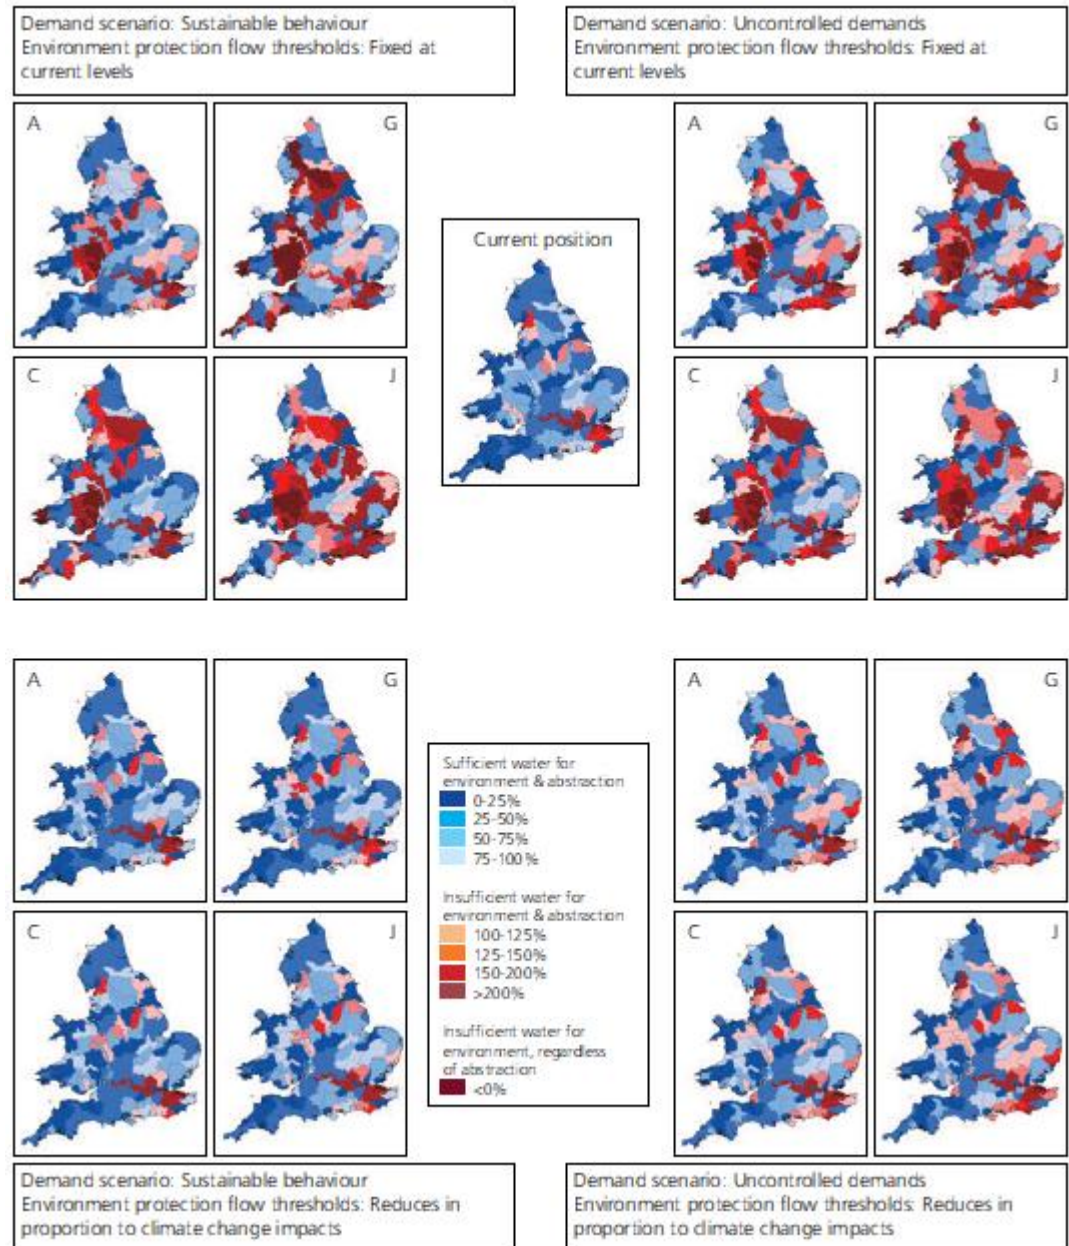 Demand scenario: Sustainable behaviour
Environment protection flow thresholds: Fixed at
current levels
Demand scenario: Uncontrolled demands
Environment protection flow thresholds: Fixed at
current levels
A
G
A
G
Current position
C
J
C
J
A
G
A
G
Sufficient water for
environment & abstraction
0-25%
25-50%
50-75%
75-100%
Insufficient water for
environment & abstraction
100-125%
125-150%
150-200%
>200%
Insufficient water for
environment, regardless
of abstraction
<0%
C
J
C
J
Demand scenario: Sustainable behaviour
Environment protection flow thresholds: Reduces in
proportion to climate change impacts
Demand scenario: Uncontrolled demands
Environment protection flow thresholds: Reduces in
proportion to climate change impacts